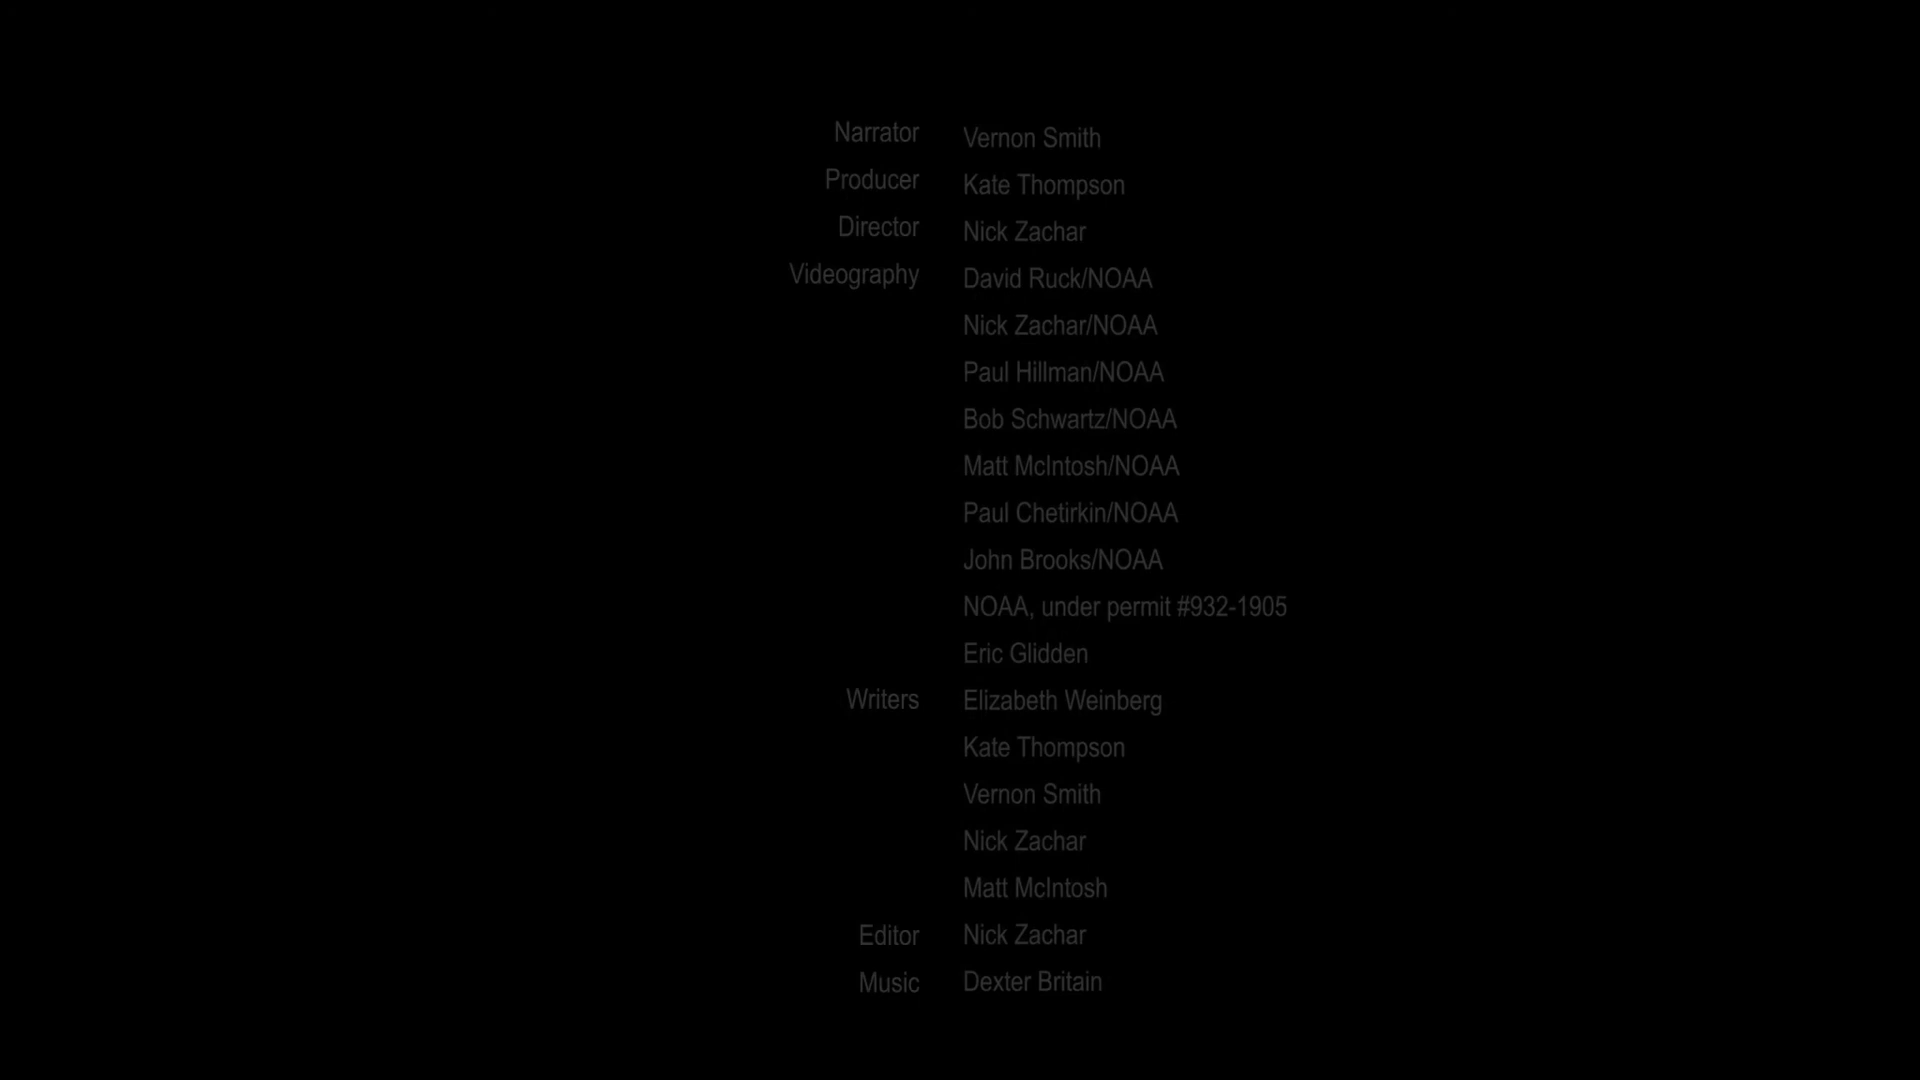 Narrator Vernon Smith
Producer Kate Thompson
Director Nick Zachar
Videography David Ruck/NOAA
Nick Zachar/NOAA
Paul Hillman/NOAA
Bob Schwartz/NOAA
Matt McIntosh/NOAA
Paul Chetirkin/NOAA
John Brooks/NOAA
NOAA, under permit #932-1905
Eric Glidden
Writers Elizabeth Weinberg
Kate Thompson
Vernon Smith
Nick Zachar
Matt McIntosh
Editor Nick Zachar
Music Dexter Britain